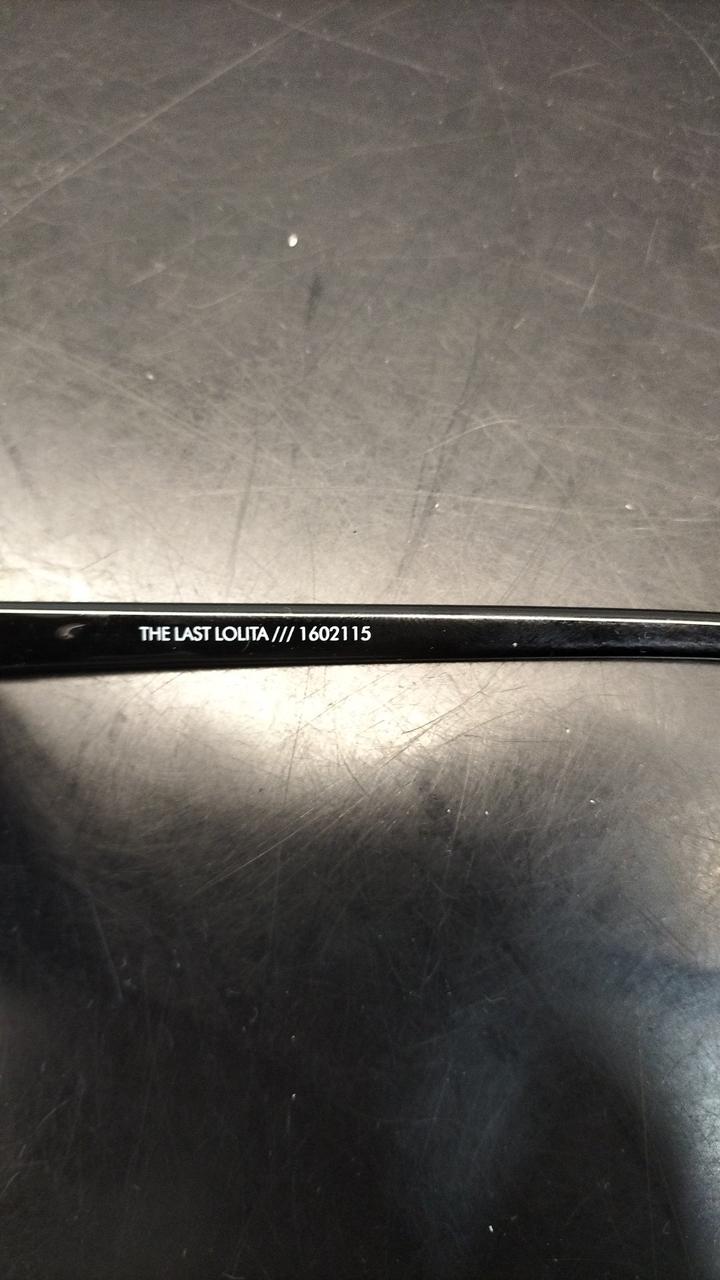 THE LAST LOLITA /// 1602115